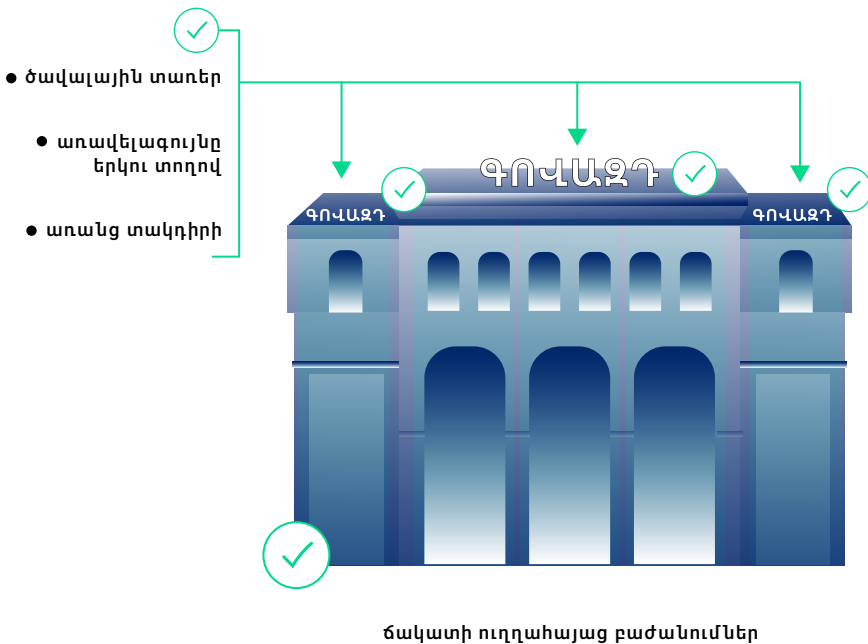 ● ծավալային տառեր
● առավելագույնը
երկու տողով
● առանց տակդիրի
ԳՈՎԱԶԴ
ԳՈՎԱԶԴ
ԳՈՎԱԶԴ
ճակատի ուղղահայաց բաժանումներ